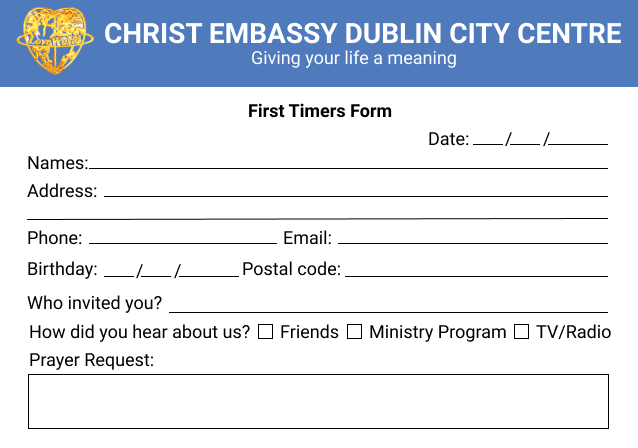 LoveWorld
CHRIST EMBASSY DUBLIN CITY CENTRE
Giving your life a meaning
First Timers Form
Date: ___/___/______
Names:
Address:
Phone: Email:
Birthday: ___/___/______ Postal code:
Who invited you?
How did you hear about us? ☐ Friends ☐ Ministry Program ☐ TV/Radio
Prayer Request: